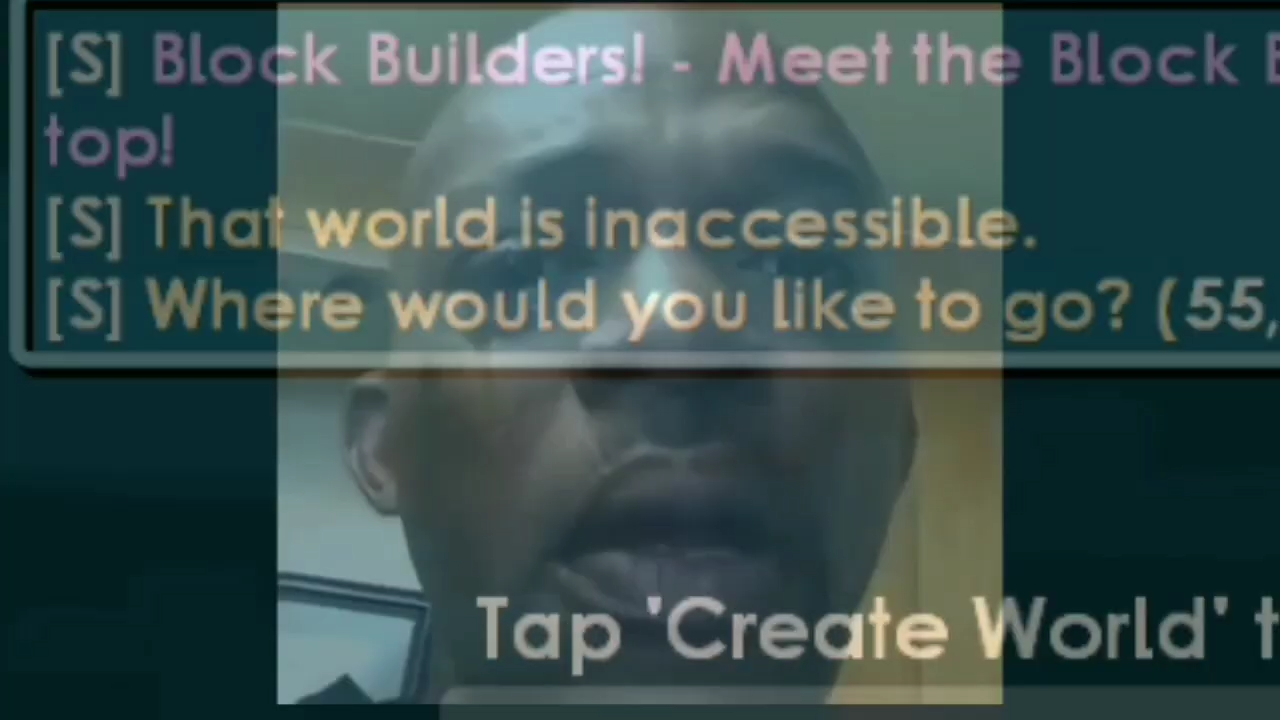 [S] Block Builders! - Meet the Block
top!
[S] That world is inaccessible.
[S] Where would you like to go? (55,
Tap 'Create World' t